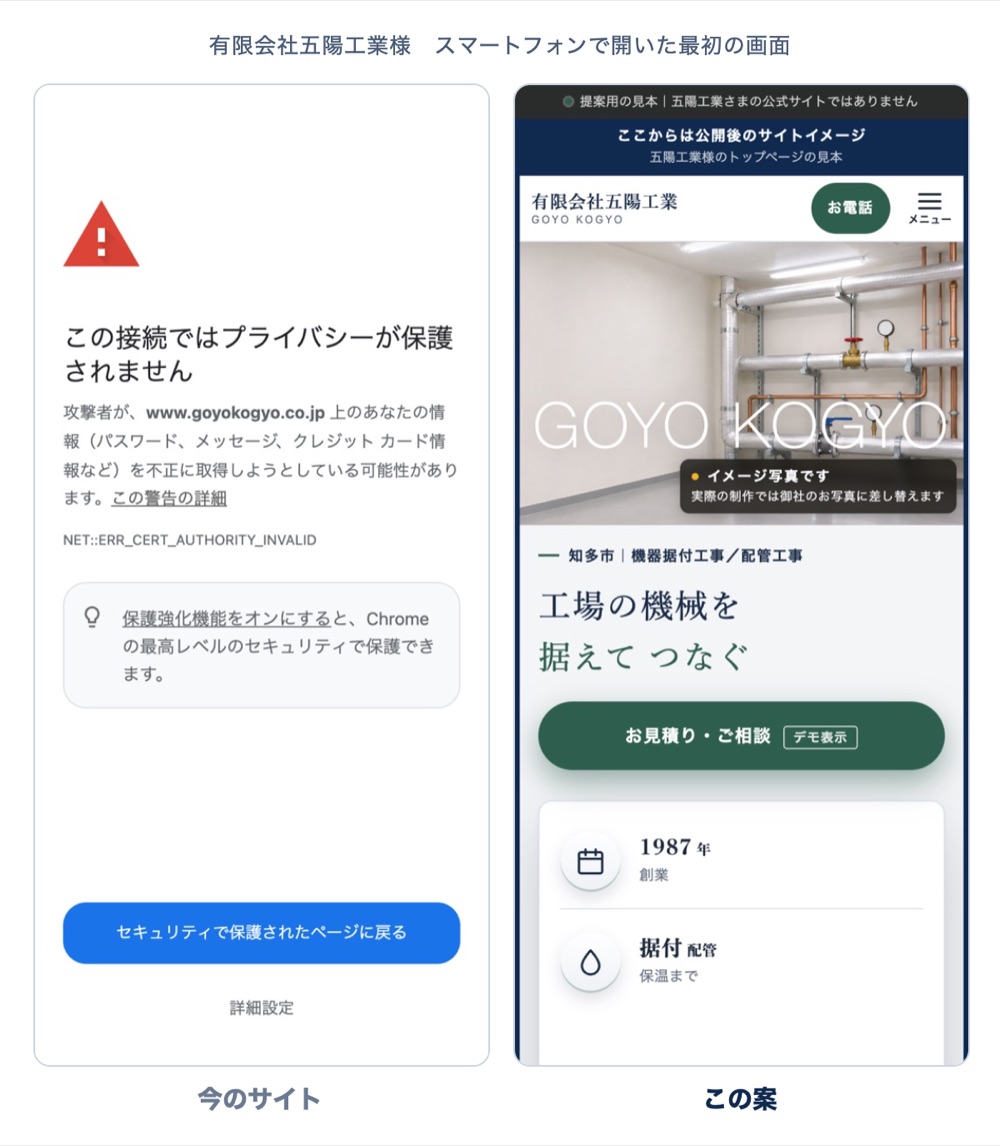 有限会社五陽工業様　スマートフォンで開いた最初の画面
この接続ではプライバシーが保護
されません
攻撃者が、www.goyokogyo.co.jp 上のあなたの情
報（パスワード、メッセージ、クレジット カード情
報など）を不正に取得しようとしている可能性があり
ます。この警告の詳細
NET::ERR_CERT_AUTHORITY_INVALID
保護強化機能をオンにすると、Chrome
の最高レベルのセキュリティで保護でき
ます。
セキュリティで保護されたページに戻る
詳細設定
今のサイト
提案用の見本｜五陽工業さまの公式サイトではありません
ここからは公開後のサイトイメージ
五陽工業様のトップページの見本
有限会社五陽工業
GOYO KOGYO
お電話
メニュー
GOYO KOGYO
イメージ写真です
実際の制作では御社のお写真に差し替えます
知多市｜機器据付工事／配管工事
工場の機械を
据えて つなぐ
お見積り・ご相談 デモ表示
1987 年
創業
据付 配管
保温まで
この案